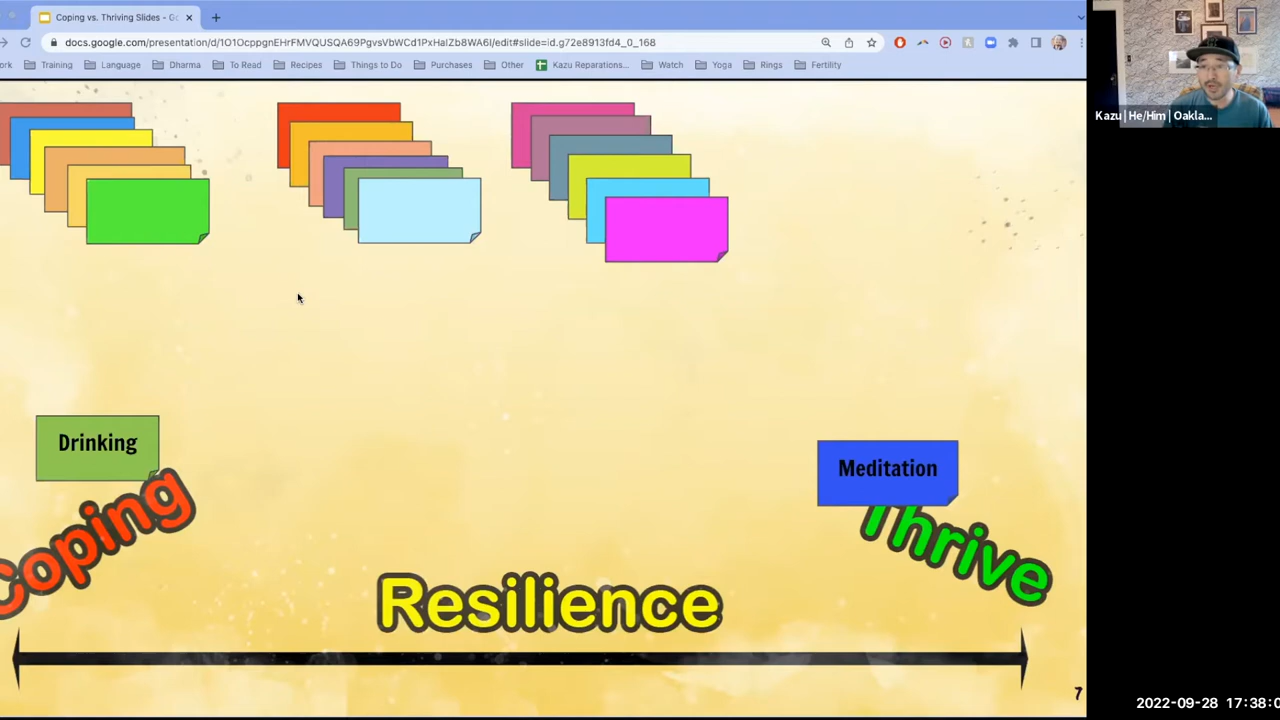 Coping vs. Thriving Slides - Go
docs.google.com/presentation/d/1O1OcppgnEHrFMVQUSQA69PgvsVbWCd1PxHaIZb8WA6I/edit#slide=id.g72e8913fd4_0_168
ork Training Language Dharma To Read Recipes Things to Do Purchases Other Kazu Reparations... Watch Yoga Rings Fertility
Kazu | He/Him | Oakla...
Drinking
Meditation
Coping
Thrive
Resilience
7
2022-09-28 17:38:0